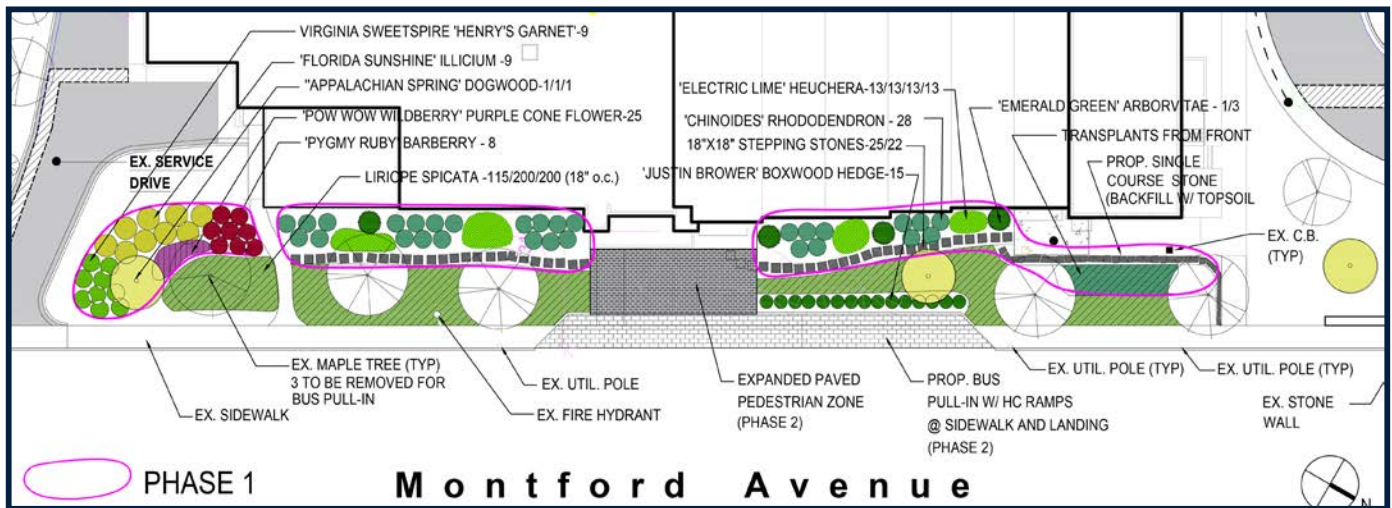 VIRGINIA SWEETSPIRE 'HENRY'S GARNET'-9
'FLORIDA SUNSHINE' ILLICIUM -9
"APPALACHIAN SPRING' DOGWOOD-1/1/1
'POW WOW WILDBERRY' PURPLE CONE FLOWER-25
'PYGMY RUBY' BARBERRY - 8
LIRIOPE SPICATA -115/200/200 (18" o.c.)
EX. SERVICE
DRIVE
'ELECTRIC LIME' HEUCHERA-13/13/13/13
'CHINOIDES' RHODODENDRON - 28
18"X18" STEPPING STONES-25/22
'JUSTIN BROWER' BOXWOOD HEDGE-15
'EMERALD GREEN' ARBORVITAE - 1/3
TRANSPLANTS FROM FRONT
PROP. SINGLE
COURSE STONE
(BACKFILL W/ TOPSOIL
EX. C.B.
(TYP)
EX. SIDEWALK
EX. MAPLE TREE (TYP)
3 TO BE REMOVED FOR
BUS PULL-IN
EX. FIRE HYDRANT
EX. UTIL. POLE
EXPANDED PAVED
PEDESTRIAN ZONE
(PHASE 2)
PROP. BUS
PULL-IN W/ HC RAMPS
@ SIDEWALK AND LANDING
(PHASE 2)
EX. UTIL. POLE (TYP)
EX. UTIL. POLE (TYP)
EX. STONE
WALL
PHASE 1
Montford Avenue
N